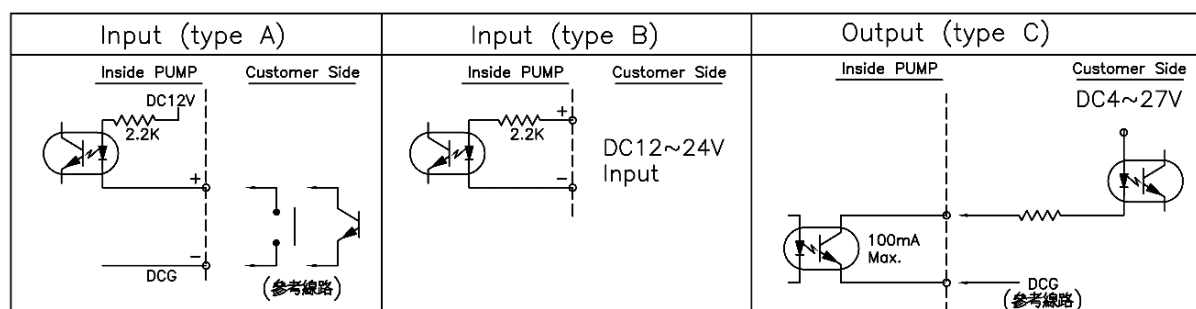 Input (type A)
Inside PUMP
Customer Side
DC12V
2.2K
+
−
DCG
(參考線路)
Input (type B)
Inside PUMP
Customer Side
+
2.2K
DC12~24V
Input
−
Output (type C)
Inside PUMP
Customer Side
DC4~27V
100mA
Max.
DCG
(參考線路)